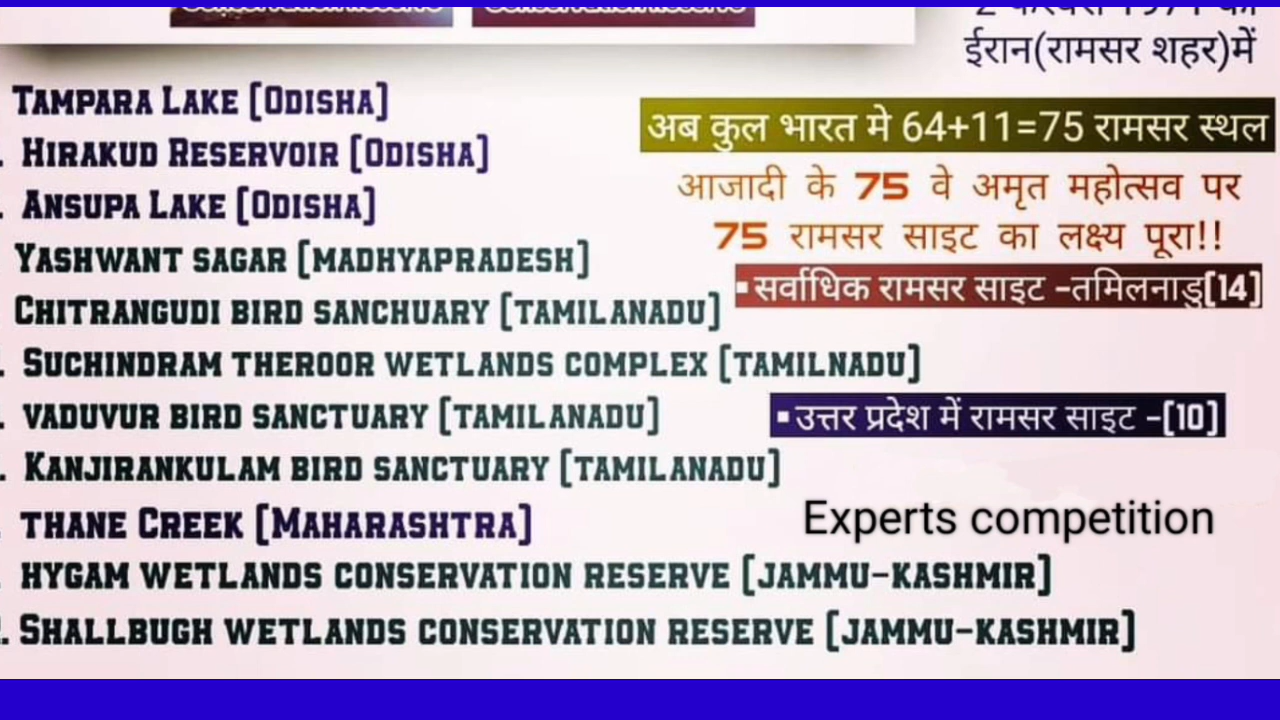 ईरान(रामसर शहर)में
TAMPARA LAKE [ODISHA]
. HIRAKUD RESERVOIR [ODISHA]
. ANSUPA LAKE [ODISHA]
YASHWANT SAGAR [MADHYAPRADESH]
CHITRANGUDI BIRD SANCHUARY [TAMILANADU]
. SUCHINDRAM THEROOR WETLANDS COMPLEX [TAMILNADU]
. VADUVUR BIRD SANCTUARY [TAMILANADU]
. KANJIRANKULAM BIRD SANCTUARY [TAMILANADU]
THANE CREEK [MAHARASHTRA]
HYGAM WETLANDS CONSERVATION RESERVE [JAMMU-KASHMIR]
. SHALLBUGH WETLANDS CONSERVATION RESERVE [JAMMU-KASHMIR]
अब कुल भारत मे 64+11=75 रामसर स्थल
आजादी के 75 वे अमृत महोत्सव पर
75 रामसर साइट का लक्ष्य पूरा!!
▪सर्वाधिक रामसर साइट -तमिलनाडु[14]
▪उत्तर प्रदेश में रामसर साइट -[10]
Experts competition